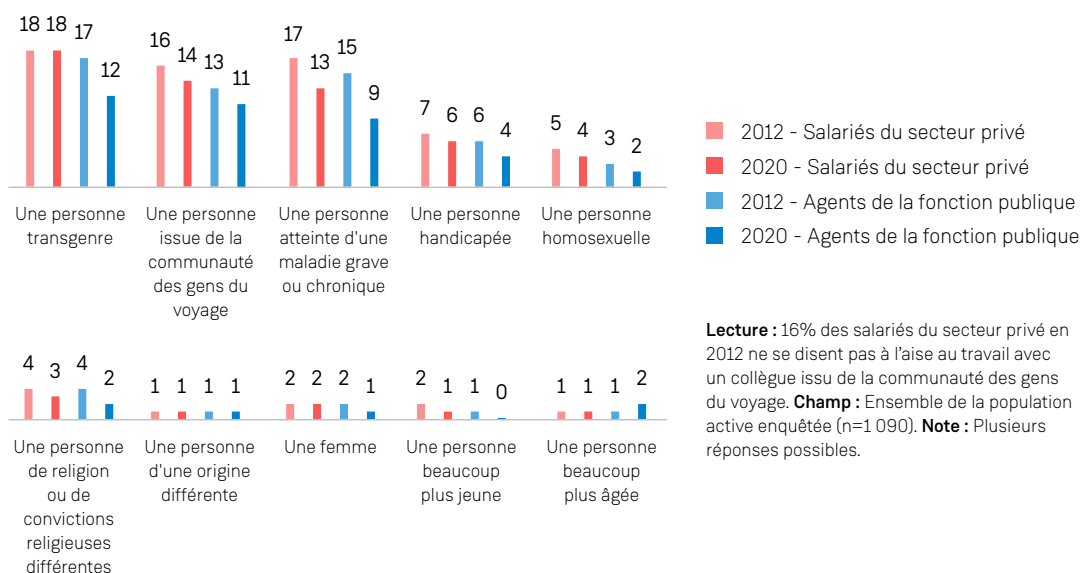 18 18 17 12
16 14 13 11
17 13 15 9
7 6 6 4
5 4 3 2
Une personne
transgenre
Une personne
issue de la
communauté
des gens du
voyage
Une personne
atteinte d'une
maladie grave
ou chronique
Une personne
handicapée
Une personne
homosexuelle
2012 - Salariés du secteur privé
2020 - Salariés du secteur privé
2012 - Agents de la fonction publique
2020 - Agents de la fonction publique
4 3 4 2
1 1 1 1
2 2 2 1
2 1 1 0
1 1 1 2
Une personne
de religion
ou de
convictions
religieuses
différentes
Une personne
d'une origine
différente
Une femme
Une personne
beaucoup
plus jeune
Une personne
beaucoup
plus âgée
Lecture : 16% des salariés du secteur privé en
2012 ne se disent pas à l'aise au travail avec
un collègue issu de la communauté des gens
du voyage. Champ : Ensemble de la population
active enquêtée (n=1 090). Note : Plusieurs
réponses possibles.